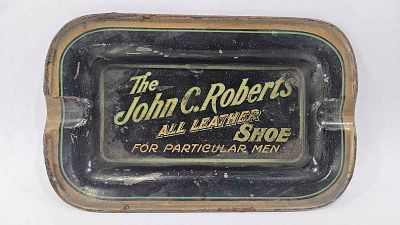 The
John C. Roberts
ALL LEATHER
SHOE
FOR PARTICULAR MEN